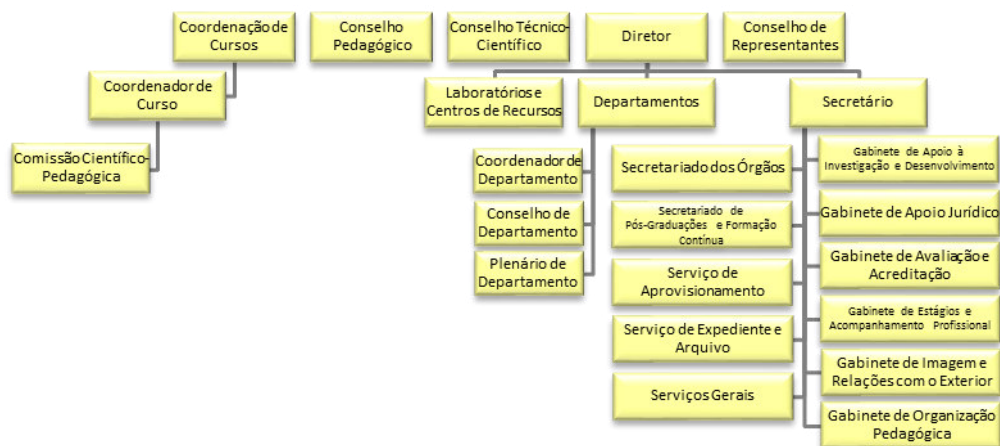 Coordenação de
Cursos
Conselho
Pedagógico
Conselho Técnico-
Científico
Diretor
Conselho de
Representantes
Coordenador de
Curso
Laboratórios e
Centros de Recursos
Departamentos
Secretário
Comissão Científico-
Pedagógica
Coordenador de
Departamento
Conselho de
Departamento
Plenário de
Departamento
Secretariado dos Órgãos
Secretariado de
Pós-Graduações e Formação
Contínua
Serviço de
Aprovisionamento
Serviço de Expediente e
Arquivo
Serviços Gerais
Gabinete de Apoio à
Investigação e Desenvolvimento
Gabinete de Apoio Jurídico
Gabinete de Avaliação e
Acreditação
Gabinete de Estágios e
Acompanhamento Profissional
Gabinete de Imagem e
Relações com o Exterior
Gabinete de Organização
Pedagógica